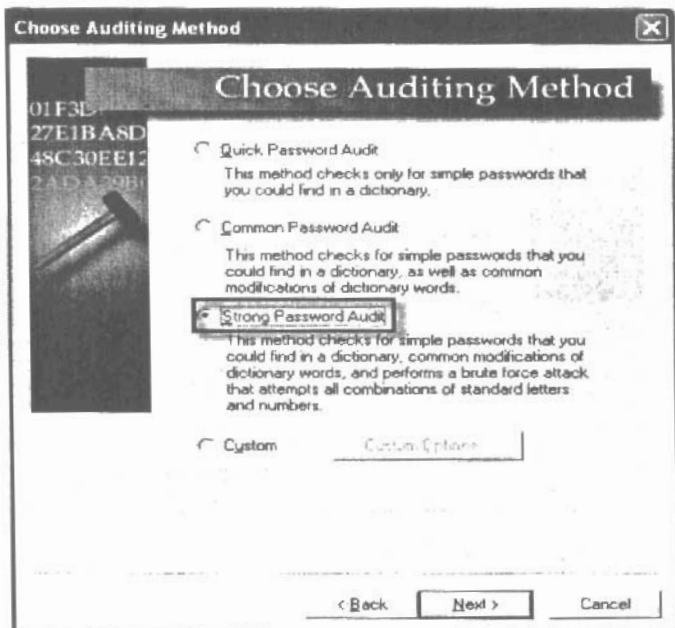 Choose Auditing Method
Choose Auditing Method
01F3D
27E1BA8D
48C30EE12
2ADA39B
Quick Password Audit
This method checks only for simple passwords that
you could find in a dictionary.
Common Password Audit
This method checks for simple passwords that you
could find in a dictionary, as well as common
modifications of dictionary words.
Strong Password Audit
This method checks for simple passwords that you
could find in a dictionary, common modifications of
dictionary words, and performs a brute force attack
that attempts all combinations of standard letters
and numbers.
Custom
Custom Options
< Back
Next >
Cancel